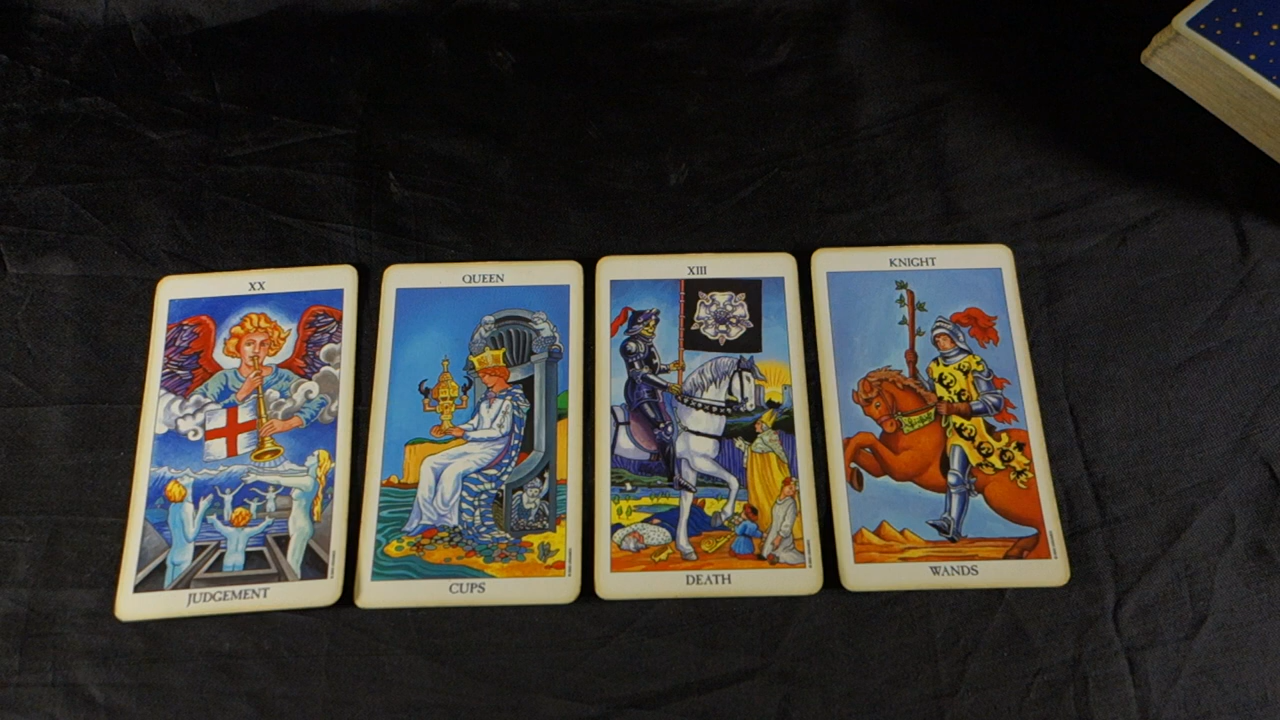 XX
JUDGEMENT
QUEEN
CUPS
XIII
DEATH
KNIGHT
WANDS